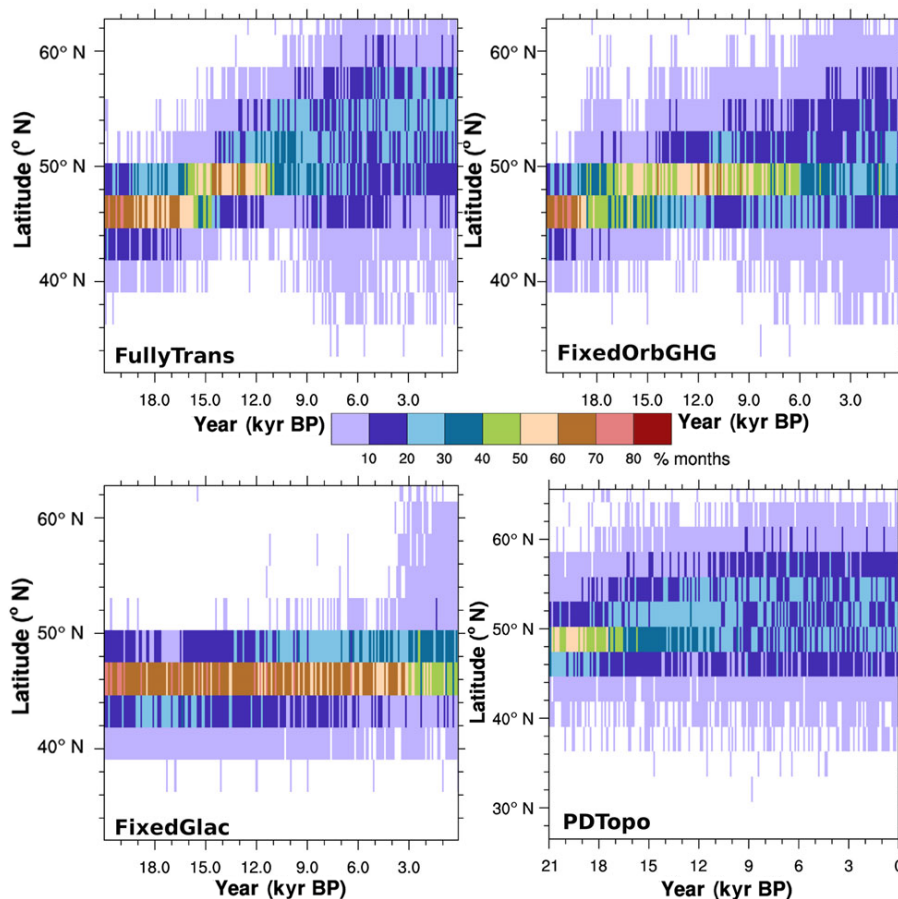 60° N
50° N
40° N
Latitude (° N)
FullyTrans
18.0 15.0 12.0 9.0 6.0 3.0
Year (kyr BP)
60° N
50° N
40° N
Latitude (° N)
FixedOrbGHG
18.0 15.0 12.0 9.0 6.0 3.0
Year (kyr BP)
10 20 30 40 50 60 70 80 % months
60° N
50° N
40° N
Latitude (° N)
FixedGlac
18.0 15.0 12.0 9.0 6.0 3.0
Year (kyr BP)
60° N
50° N
40° N
30° N
Latitude (° N)
PDTopo
21 18 15 12 9 6 3 0
Year (kyr BP)